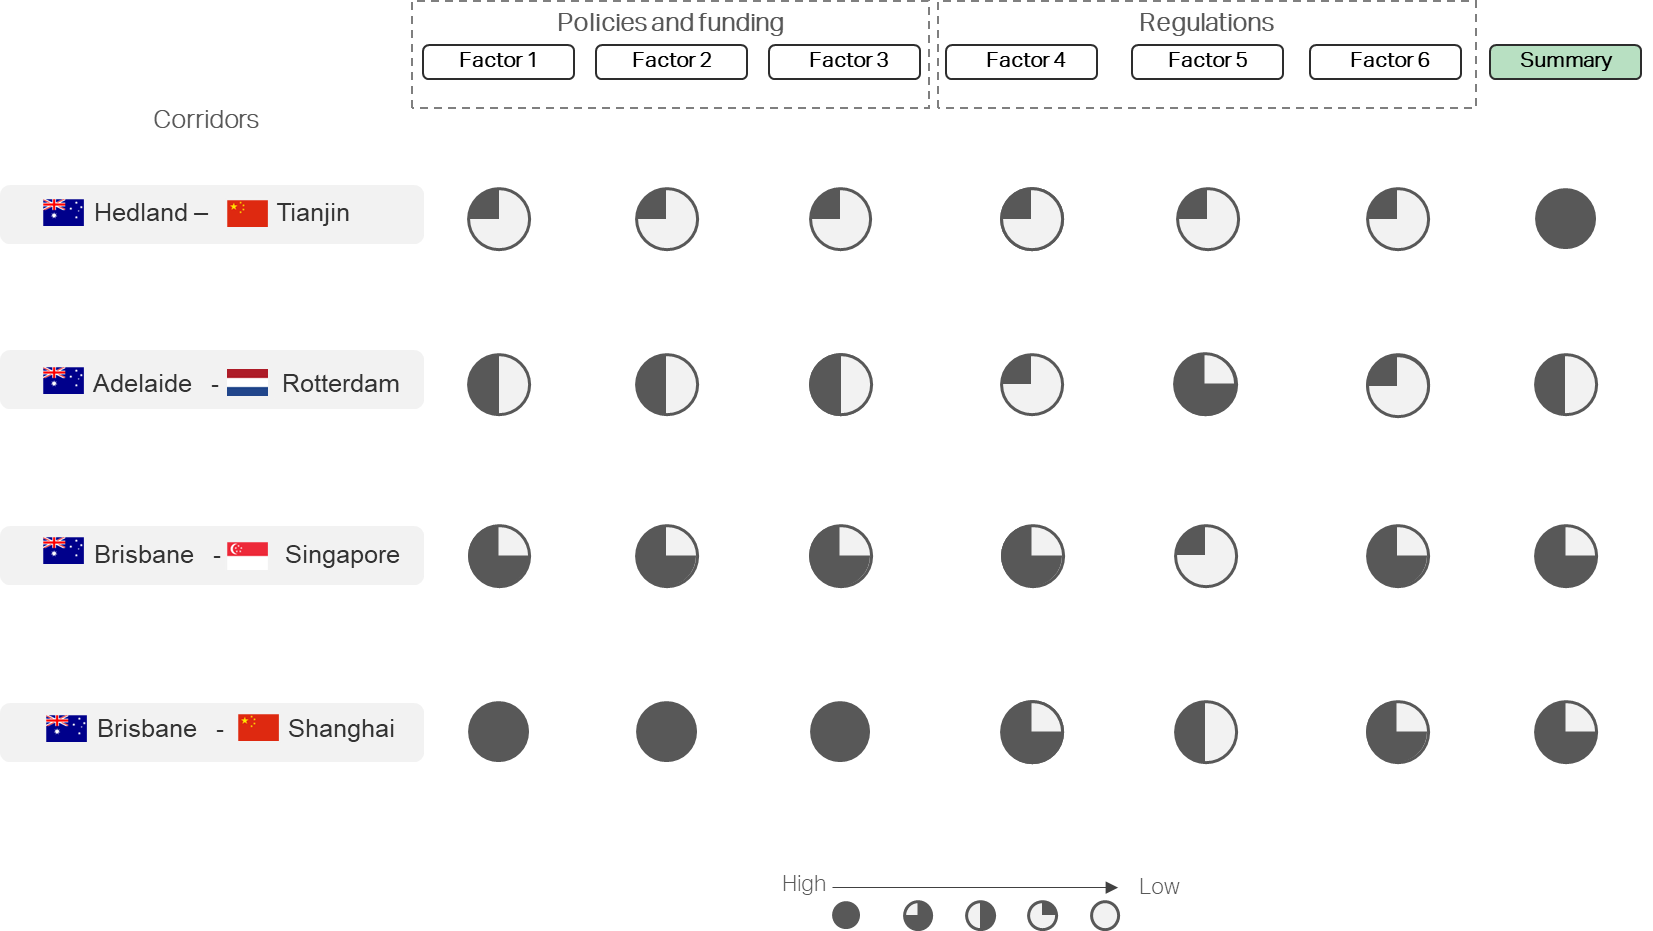 Policies and funding
Regulations
Factor 1
Factor 2
Factor 3
Factor 4
Factor 5
Factor 6
Summary
Corridors
Hedland – Tianjin
Adelaide - Rotterdam
Brisbane - Singapore
Brisbane - Shanghai
High
Low